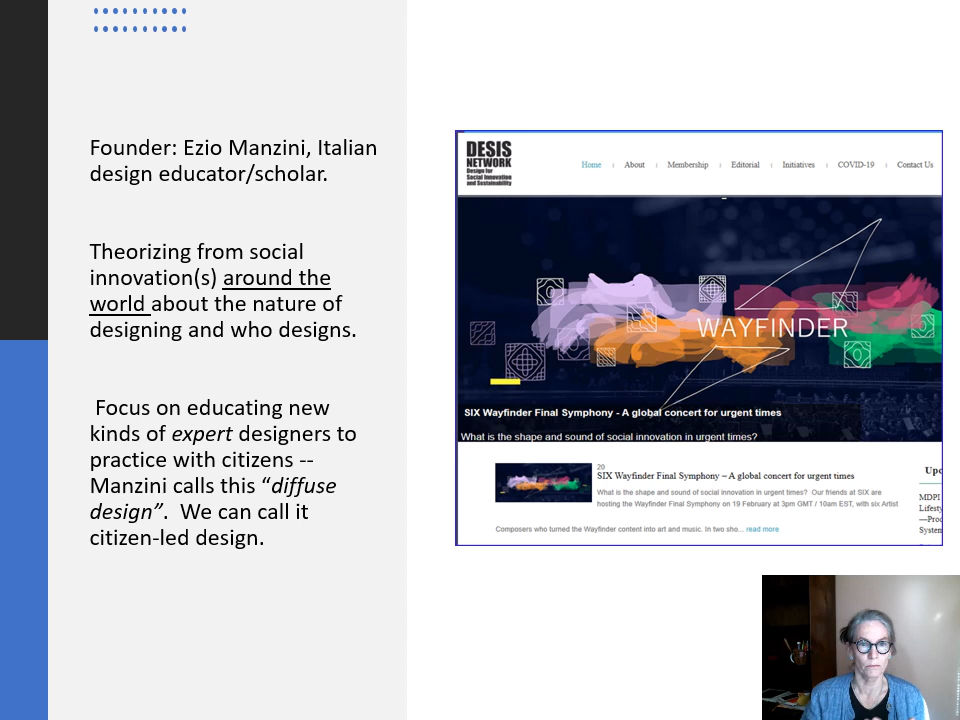 Founder: Ezio Manzini, Italian
design educator/scholar.
Theorizing from social
innovation(s) around the
world about the nature of
designing and who designs.
Focus on educating new
kinds of expert designers to
practice with citizens --
Manzini calls this “diffuse
design”. We can call it
citizen-led design.
DESIS
NETWORK
Design for
Social Innovation
and Sustainability
Home About Membership Editorial Initiatives COVID-19 Contact Us
WAYFINDER
SIX Wayfinder Final Symphony - A global concert for urgent times
What is the shape and sound of social innovation in urgent times?
20
SIX Wayfinder Final Symphony – A global concert for urgent times
What is the shape and sound of social innovation in urgent times? Our friends at SIX are
hosting the Wayfinder Final Symphony on 19 February at 3pm GMT / 10am EST, with six Artist
Composers who turned the Wayfinder content into art and music. In two sho... read more
Upc
MDPI
Lifesty
—Proc
System